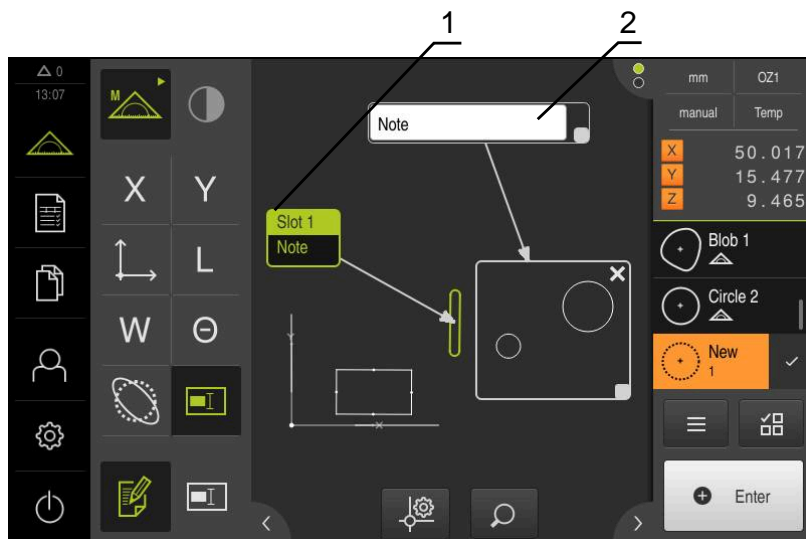 1
2
0
13:07
M
X
Y
L
W
Θ
Note
Slot 1
Note
Y
X
mm
OZ1
manual
Temp
X 50.017
Y 15.477
Z 9.465
Blob 1
Circle 2
New
1
Enter